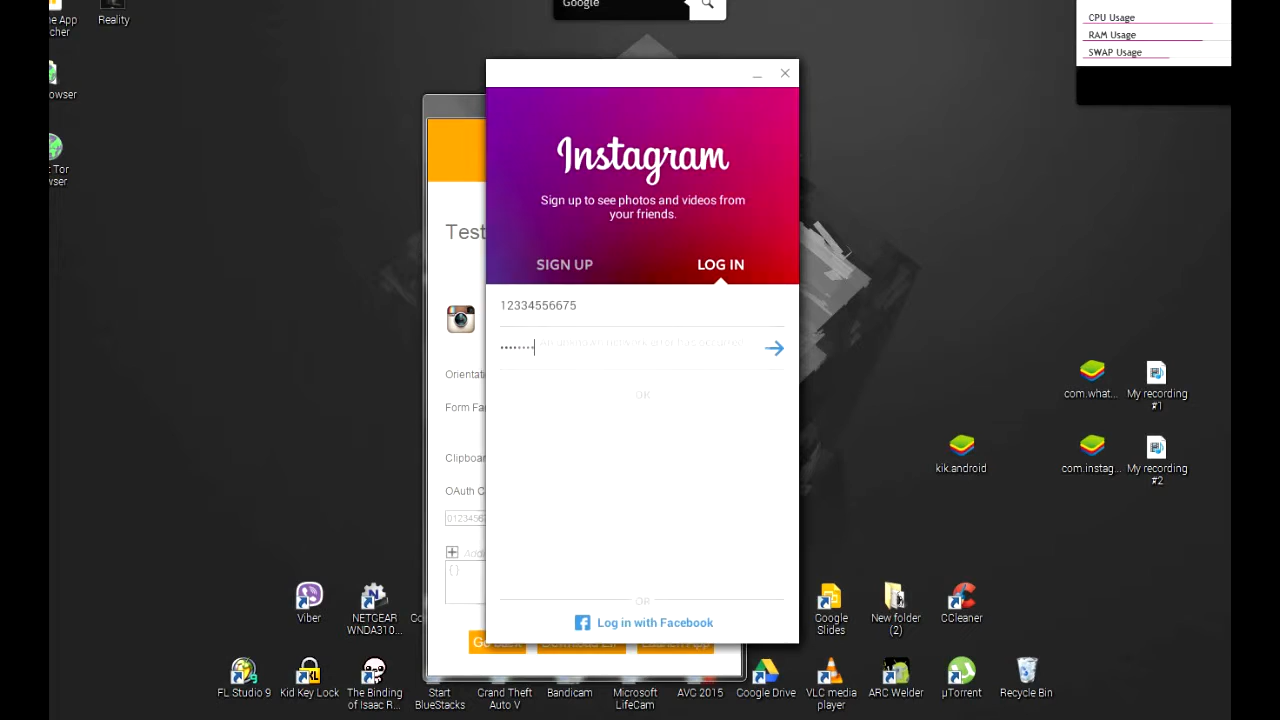 Google
CPU Usage
RAM Usage
SWAP Usage
Reality
Instagram
Sign up to see photos and videos from
your friends.
SIGN UP
LOG IN
12334556675
OK
OR
Log in with Facebook
Test
Form Fa
Clipboar
OAuth C
{}
com.what...
My recording
#1
kik.android
com.instag...
My recording
#2
Viber
NETGEAR
WNDA310...
Google
Slides
New folder
(2)
CCleaner
FL Studio 9
Kid Key Lock
The Binding
of Isaac R...
Start
BlueStacks
Grand Theft
Auto V
Bandicam
Microsoft
LifeCam
AVC 2015
Google Drive
VLC media
player
ARC Welder
µTorrent
Recycle Bin